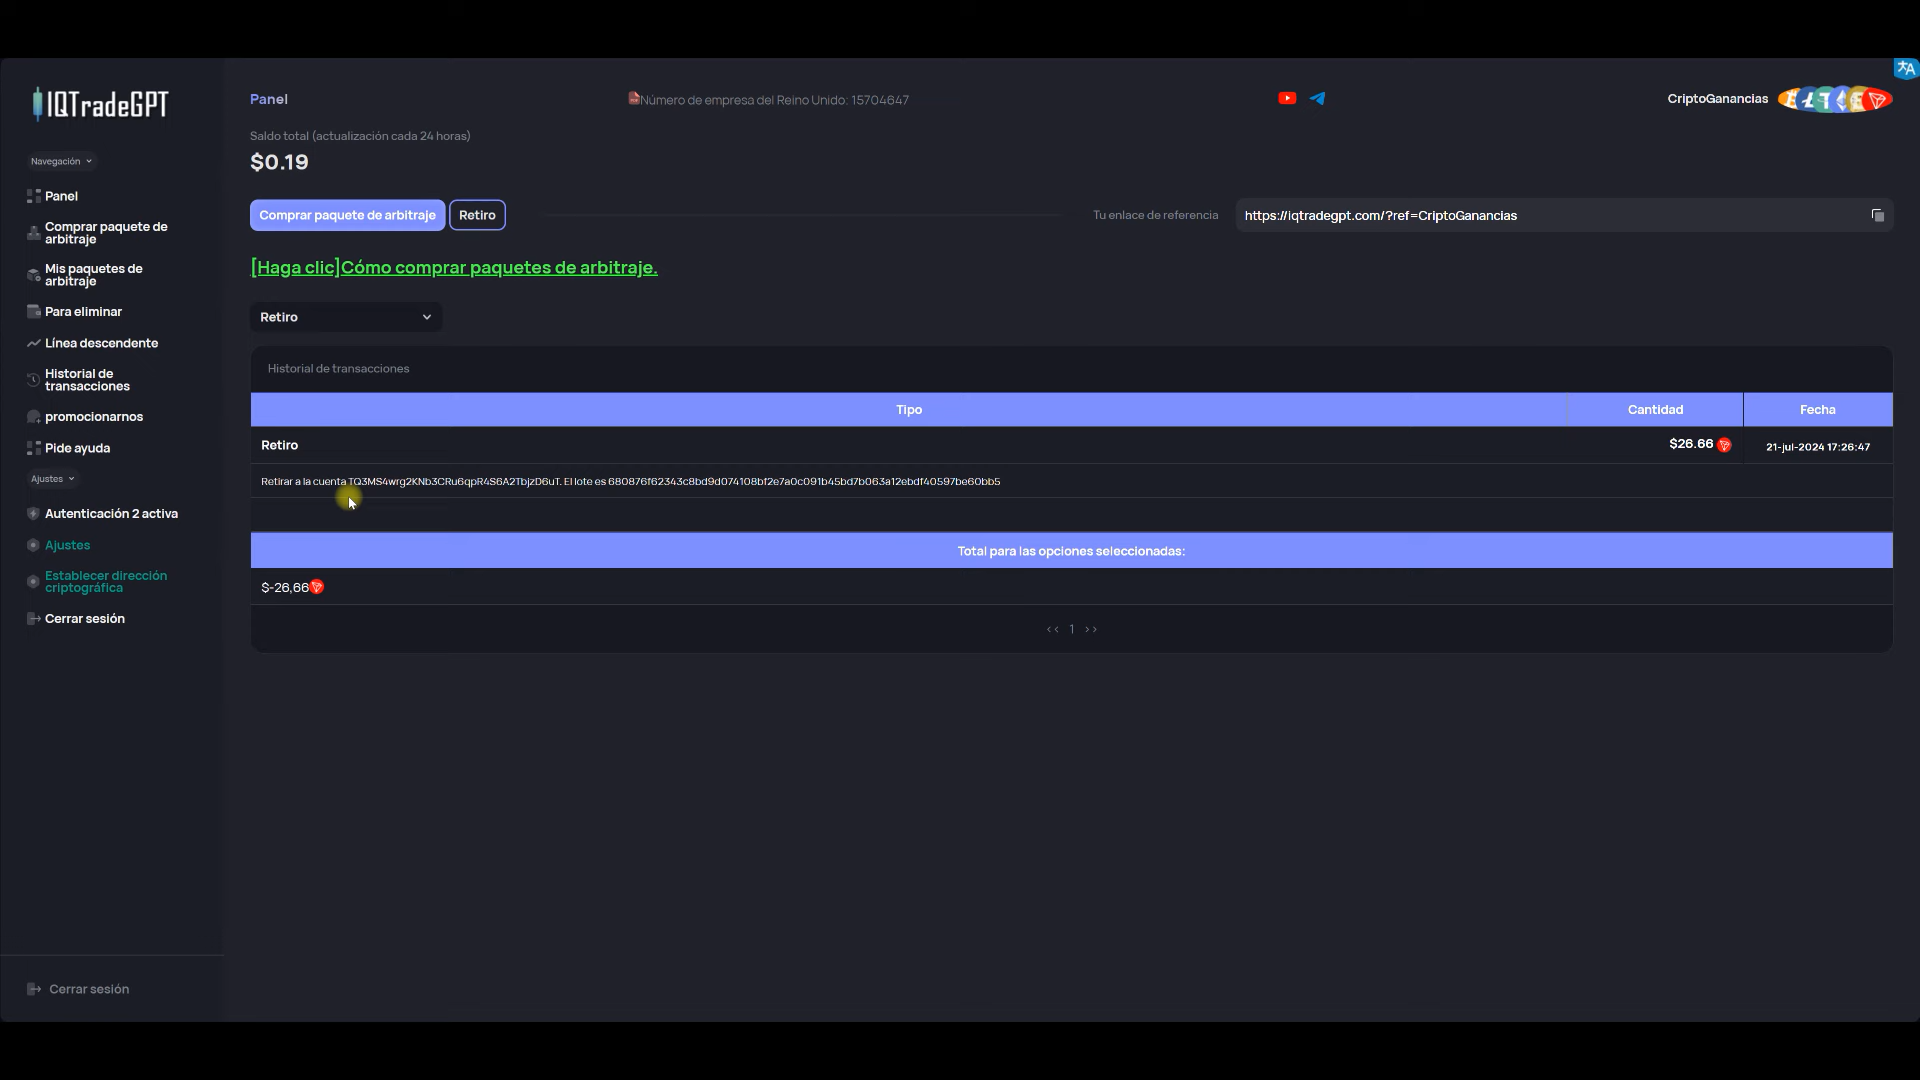 IQTradeGPT
Navegación
Panel
Comprar paquete de
arbitraje
Mis paquetes de
arbitraje
Para eliminar
Línea descendente
Historial de
transacciones
promocionarnos
Pide ayuda
Ajustes
Autenticación 2 activa
Ajustes
Establecer dirección
criptográfica
Cerrar sesión
Cerrar sesión
Panel
Número de empresa del Reino Unido: 15704647
CriptoGanancias
Saldo total (actualización cada 24 horas)
$0.19
Comprar paquete de arbitraje
Retiro
Tu enlace de referencia
https://iqtradegpt.com/?ref=CriptoGanancias
[Haga clic]Cómo comprar paquetes de arbitraje.
Retiro
Historial de transacciones
Tipo Cantidad Fecha
Retiro $26.66 21-jul-2024 17:26:47
Retirar a la cuenta TQ3MS4wrg2KNb3CRu6qpR4S6A2TbjzD6uT. El lote es 680876f62343c8bd9d074108bf2e7a0c091b45bd7b063a12ebdf40597be60bb5
Total para las opciones seleccionadas:
$-26,66
<< 1 >>